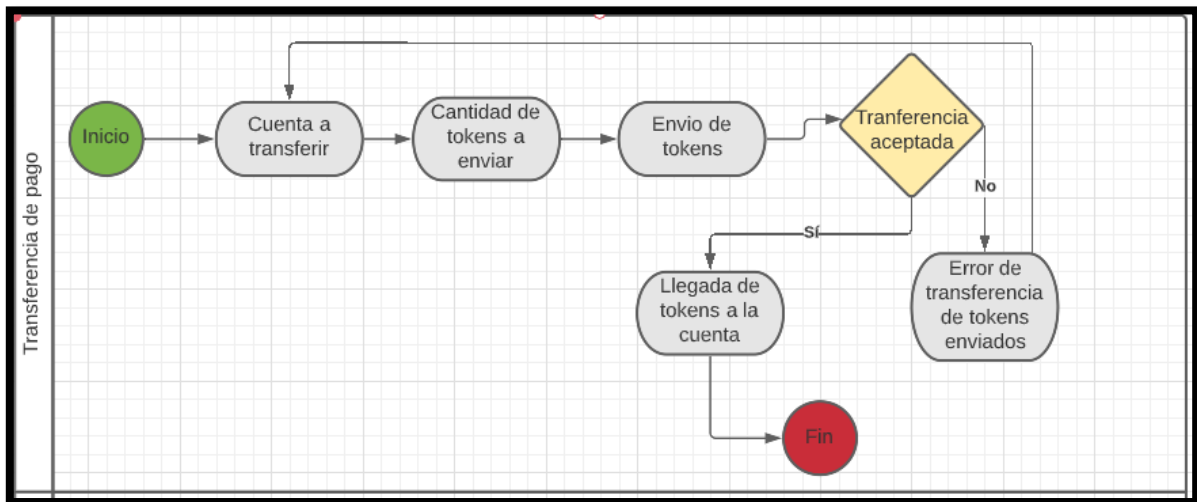 Transferencia de pago
Inicio
Cuenta a
transferir
Cantidad de
tokens a
enviar
Envio de
tokens
Tranferencia
aceptada
No
Sí
Llegada de
tokens a la
cuenta
Error de
transferencia
de tokens
enviados
Fin